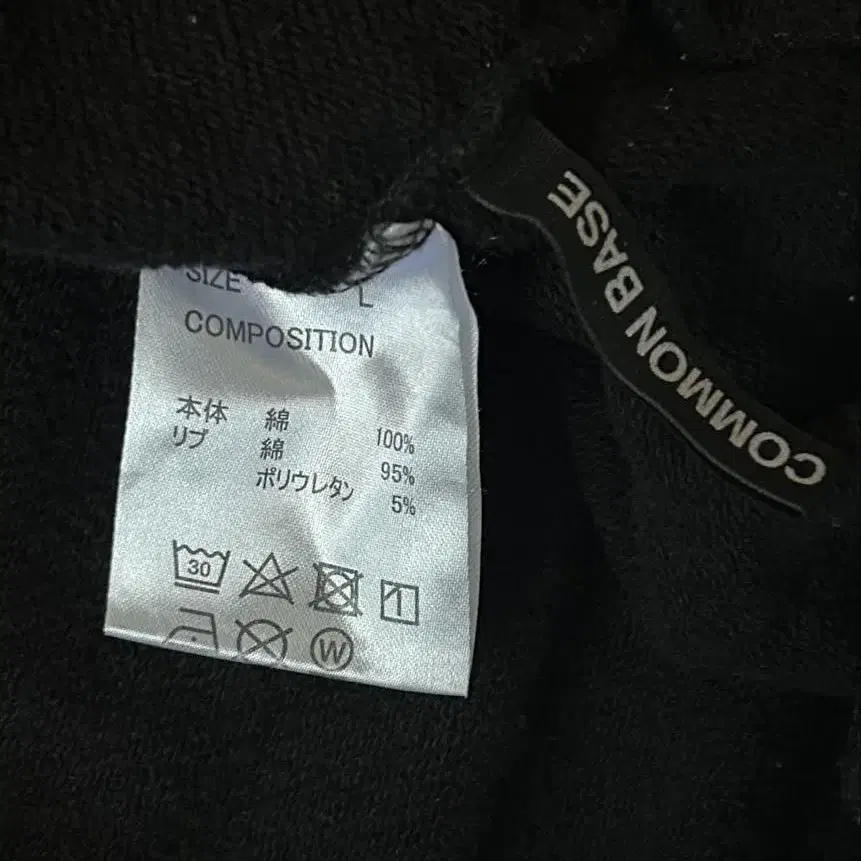 SIZE L
COMPOSITION
本体 綿 100%
リブ 綿 95%
ポリウレタン 5%
30
W
COMMON BASE